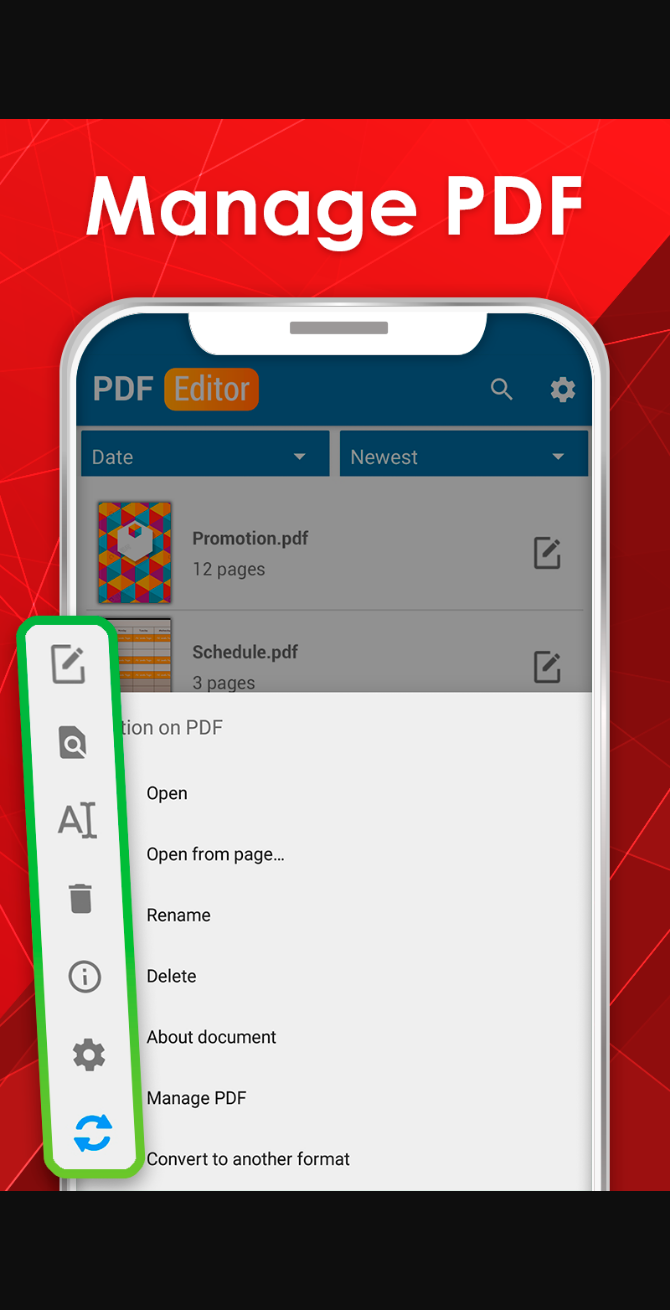 Manage PDF
PDF Editor
Date
Newest
Promotion.pdf
12 pages
Schedule.pdf
3 pages
tion on PDF
Open
Open from page...
Rename
Delete
About document
Manage PDF
Convert to another format